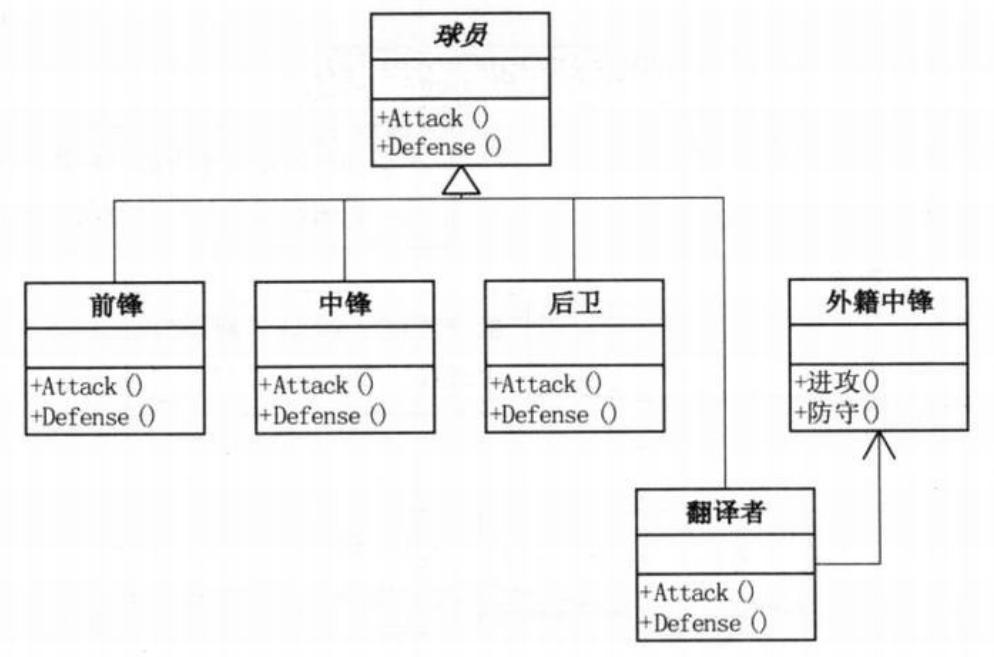 球员
+Attack()
+Defense()
前锋
+Attack()
+Defense()
中锋
+Attack()
+Defense()
后卫
+Attack()
+Defense()
外籍中锋
+进攻()
+防守()
翻译者
+Attack()
+Defense()